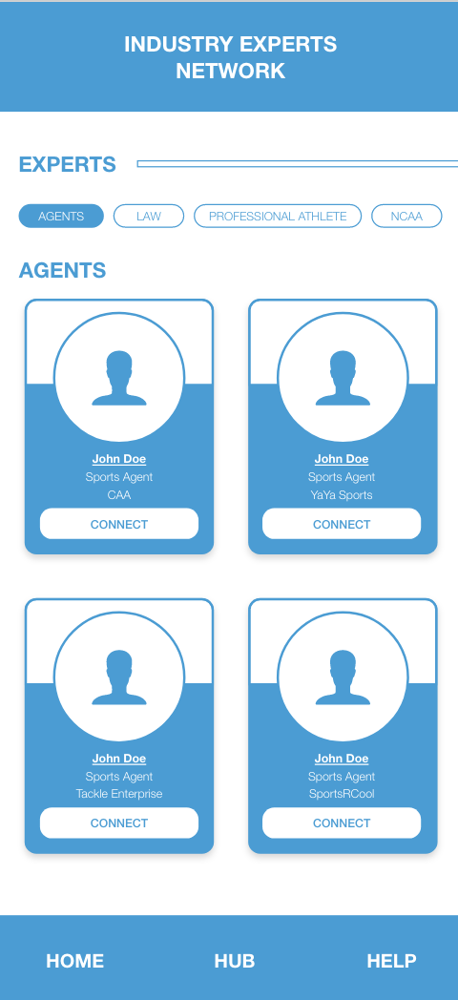 INDUSTRY EXPERTS
NETWORK
EXPERTS
AGENTS
LAW
PROFESSIONAL ATHLETE
NCAA
AGENTS
John Doe
Sports Agent
CAA
CONNECT
John Doe
Sports Agent
YaYa Sports
CONNECT
John Doe
Sports Agent
Tackle Enterprise
CONNECT
John Doe
Sports Agent
SportsRCool
CONNECT
HOME
HUB
HELP